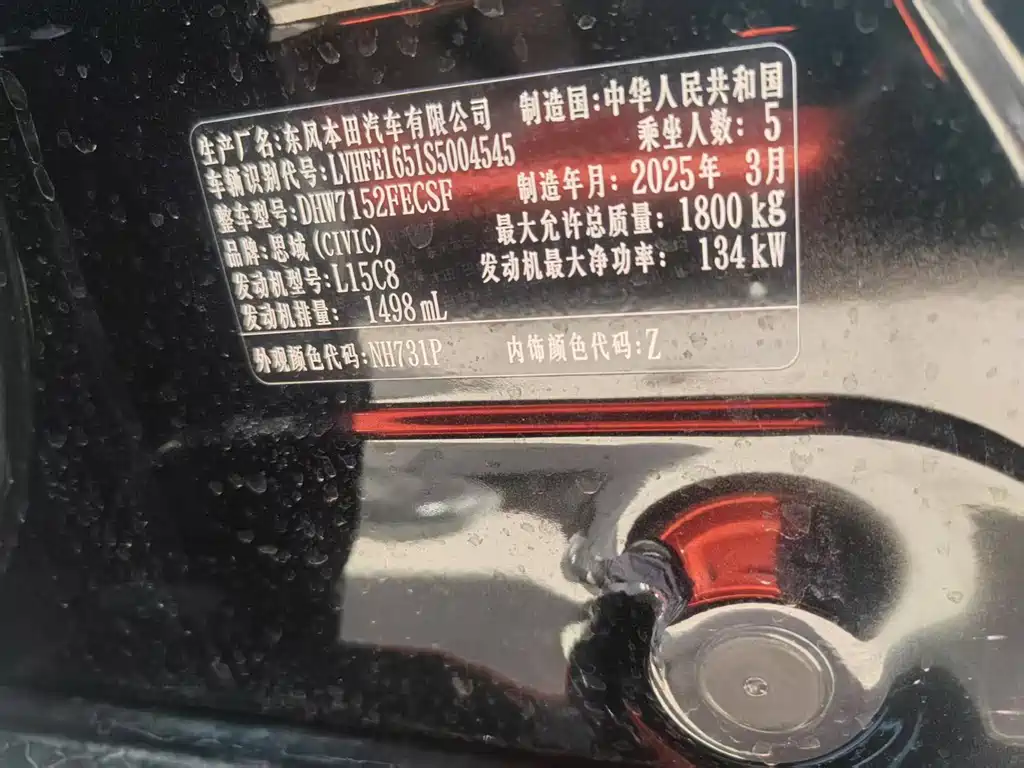 生产厂名:东风本田汽车有限公司 制造国:中华人民共和国
车辆识别代号:LVHFE1651S5004545 乘坐人数: 5
整车型号:DHW7152FECSF 制造年月: 2025年 3月
品牌:思域(CIVIC) 最大允许总质量: 1800 kg
发动机型号:L15C8 发动机最大净功率: 134 kW
发动机排量: 1498 mL
外观颜色代码:NH731P 内饰颜色代码:Z